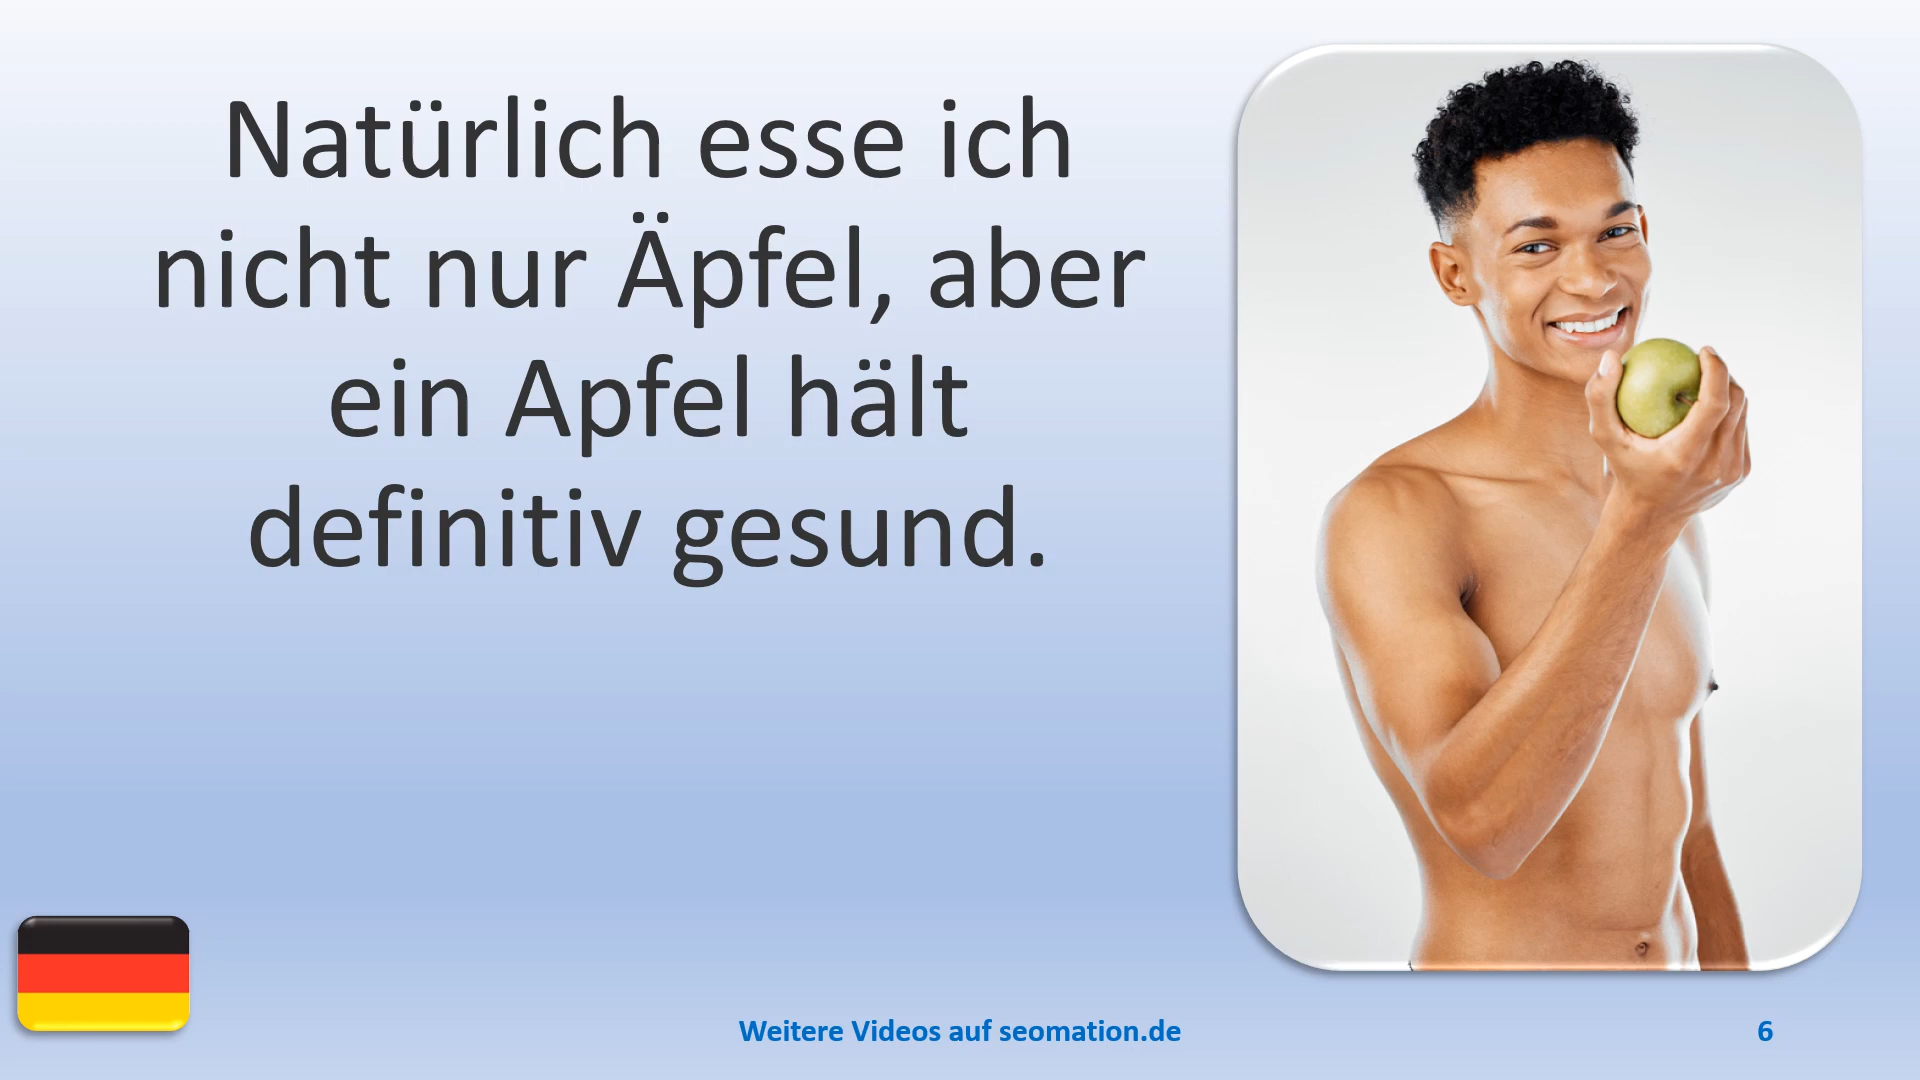 Natürlich esse ich
nicht nur Äpfel, aber
ein Apfel hält
definitiv gesund.
Weitere Videos auf seomation.de
6